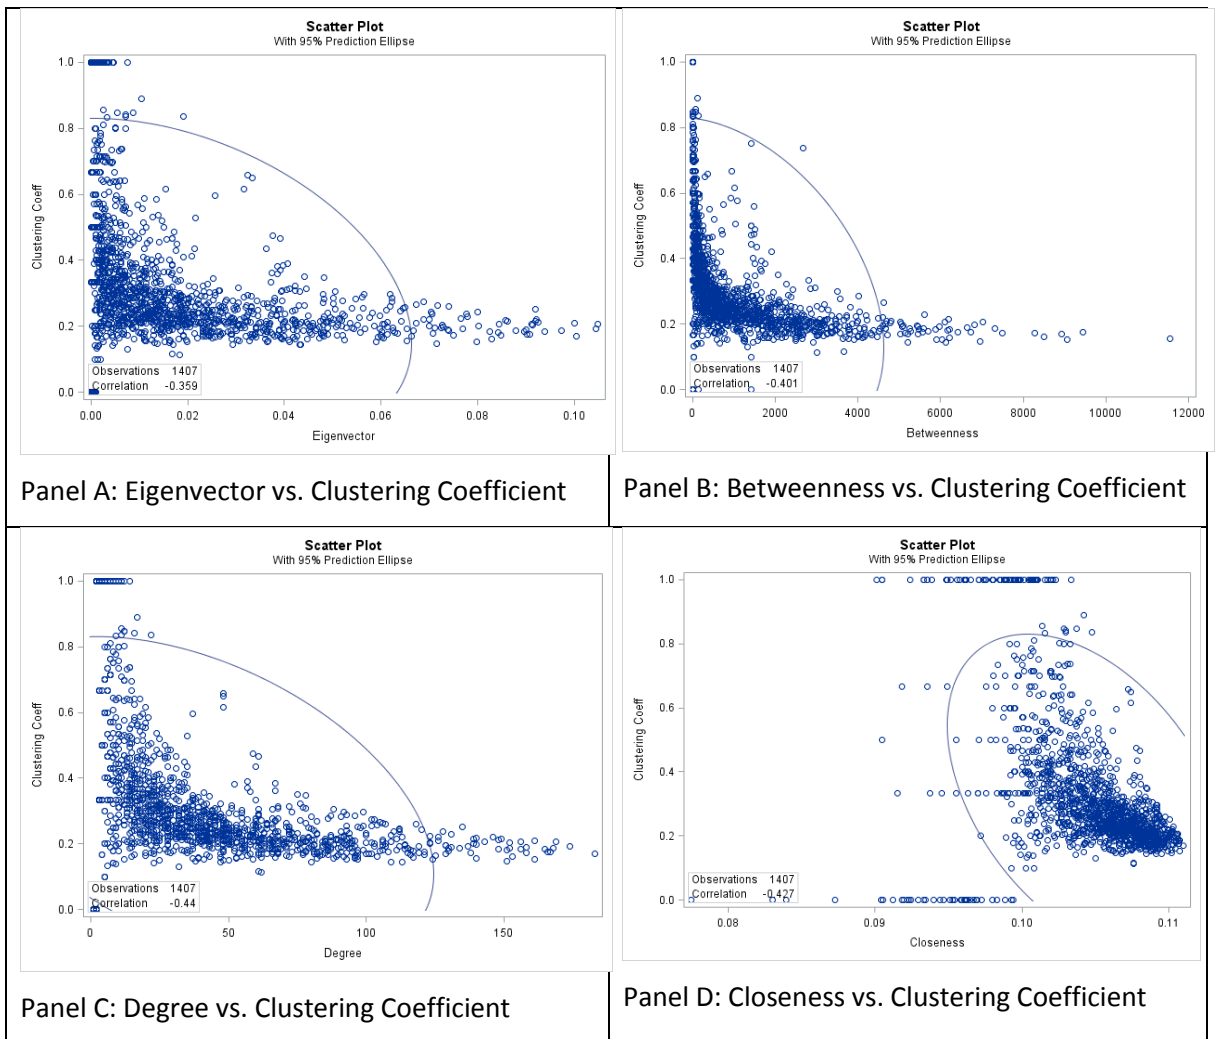 Scatter Plot
With 95% Prediction Ellipse
Clustering Coeff
1.0
0.8
0.6
0.4
0.2
0.0
Observations 1407
Correlation -0.359
0.00 0.02 0.04 0.06 0.08 0.10
Eigenvector
Panel A: Eigenvector vs. Clustering Coefficient
Scatter Plot
With 95% Prediction Ellipse
Clustering Coeff
1.0
0.8
0.6
0.4
0.2
0.0
Observations 1407
Correlation -0.401
0 2000 4000 6000 8000 10000 12000
Betweenness
Panel B: Betweenness vs. Clustering Coefficient
Scatter Plot
With 95% Prediction Ellipse
Clustering Coeff
1.0
0.8
0.6
0.4
0.2
0.0
Observations 1407
Correlation -0.44
0 50 100 150
Degree
Panel C: Degree vs. Clustering Coefficient
Scatter Plot
With 95% Prediction Ellipse
Clustering Coeff
1.0
0.8
0.6
0.4
0.2
0.0
Observations 1407
Correlation -0.427
0.08 0.09 0.10 0.11
Closeness
Panel D: Closeness vs. Clustering Coefficient